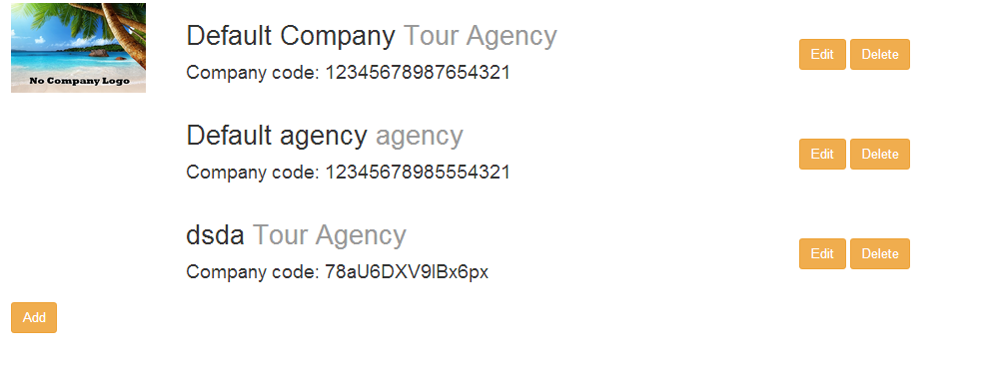 No Company Logo
Default Company Tour Agency
Company code: 12345678987654321
Edit
Delete
Default agency agency
Company code: 12345678985554321
Edit
Delete
dsda Tour Agency
Company code: 78aU6DXV9lBx6px
Edit
Delete
Add